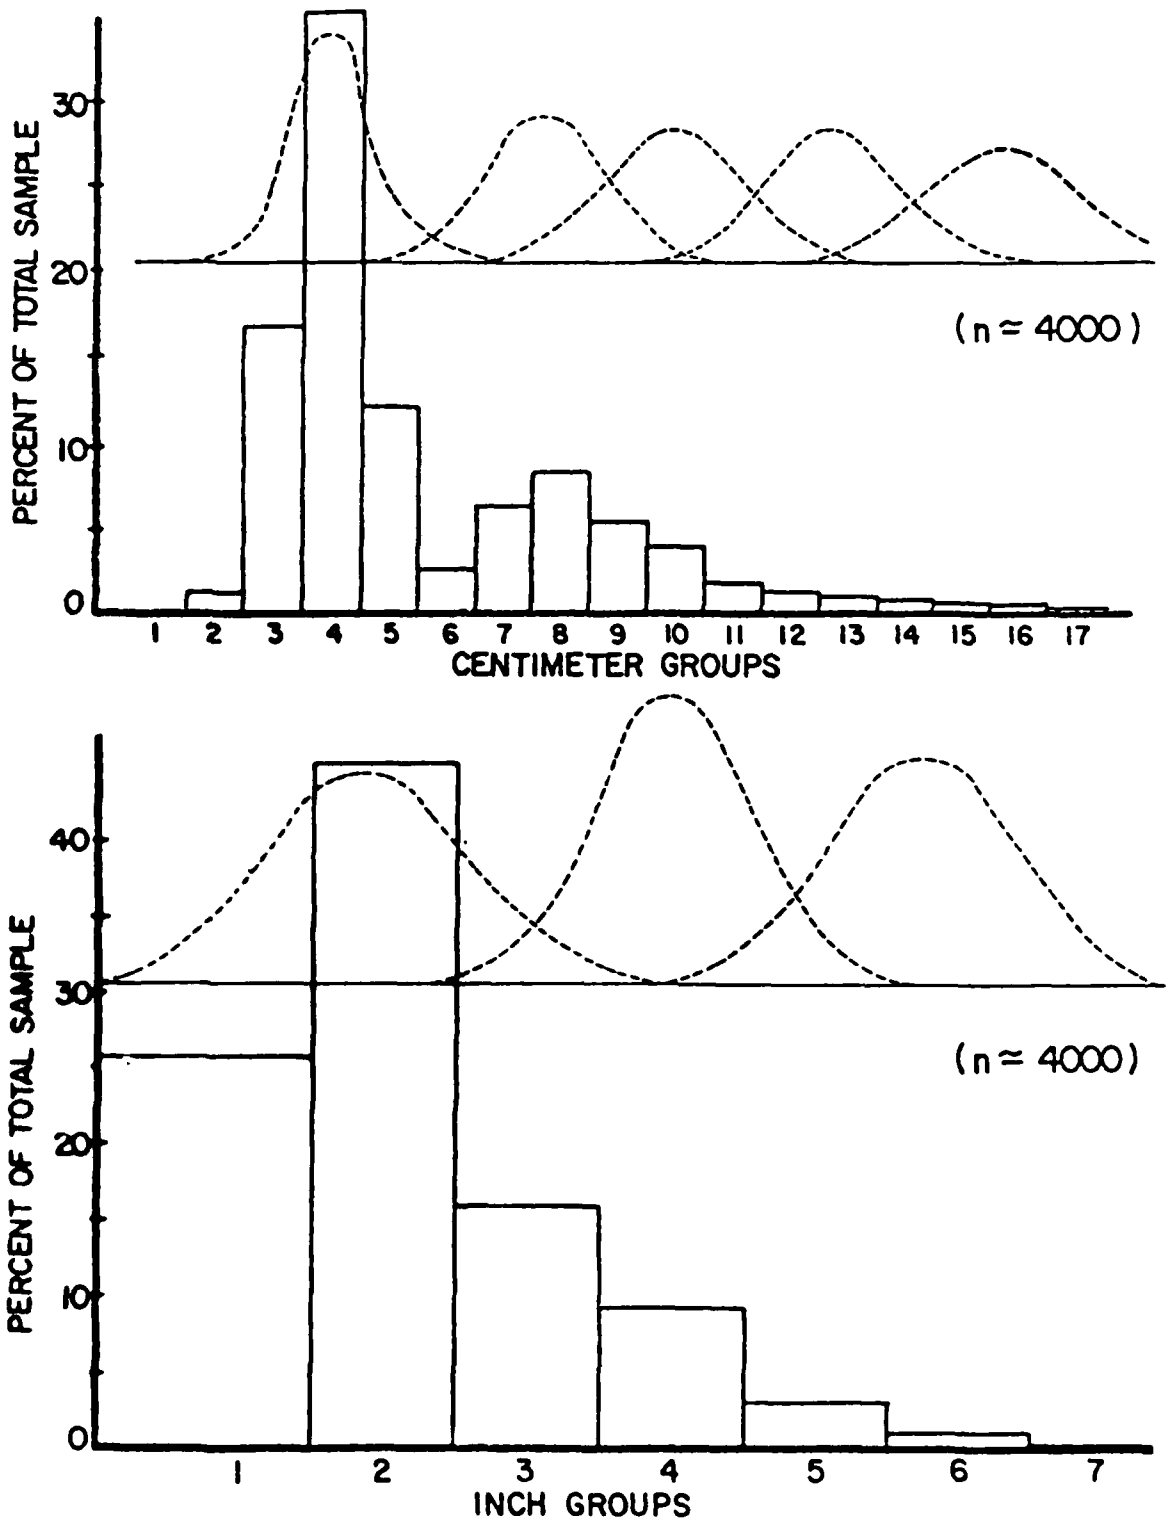 PERCENT OF TOTAL SAMPLE
30
20
10
0
(n ≃ 4000)
1 2 3 4 5 6 7 8 9 10 11 12 13 14 15 16 17
CENTIMETER GROUPS
PERCENT OF TOTAL SAMPLE
40
30
20
10
0
(n ≃ 4000)
1 2 3 4 5 6 7
INCH GROUPS